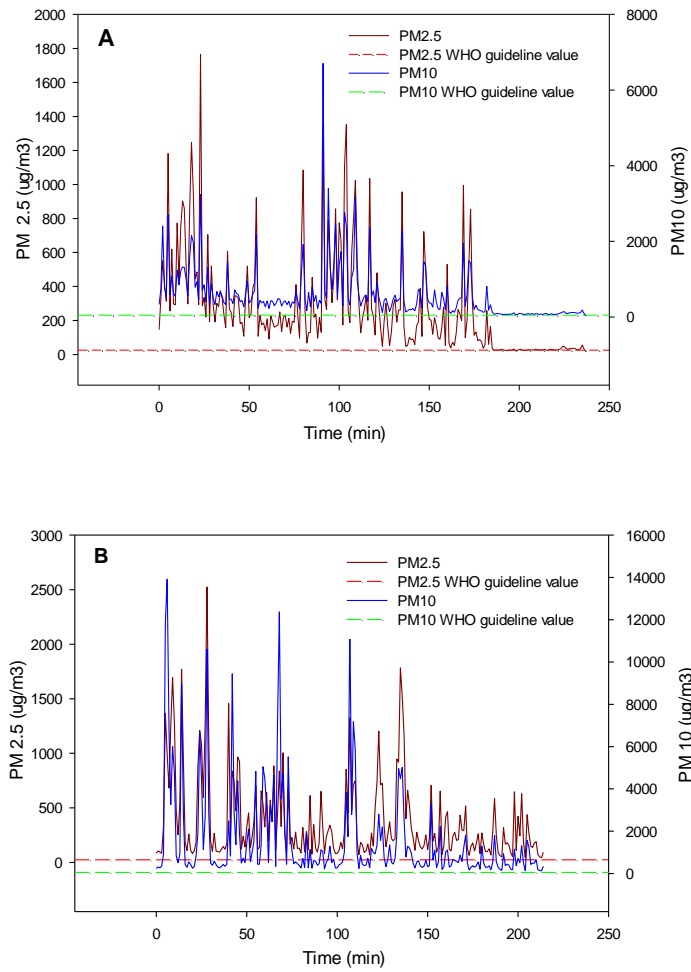 A
PM2.5
PM2.5 WHO guideline value
PM10
PM10 WHO guideline value
2000
1800
1600
1400
1200
1000
800
600
400
200
0
PM 2.5 (ug/m3)
8000
6000
4000
2000
0
PM10 (ug/m3)
0 50 100 150 200 250
Time (min)
B
PM2.5
PM2.5 WHO guideline value
PM10
PM10 WHO guideline value
3000
2500
2000
1500
1000
500
0
PM 2.5 (ug/m3)
16000
14000
12000
10000
8000
6000
4000
2000
0
PM 10 (ug/m3)
0 50 100 150 200 250
Time (min)